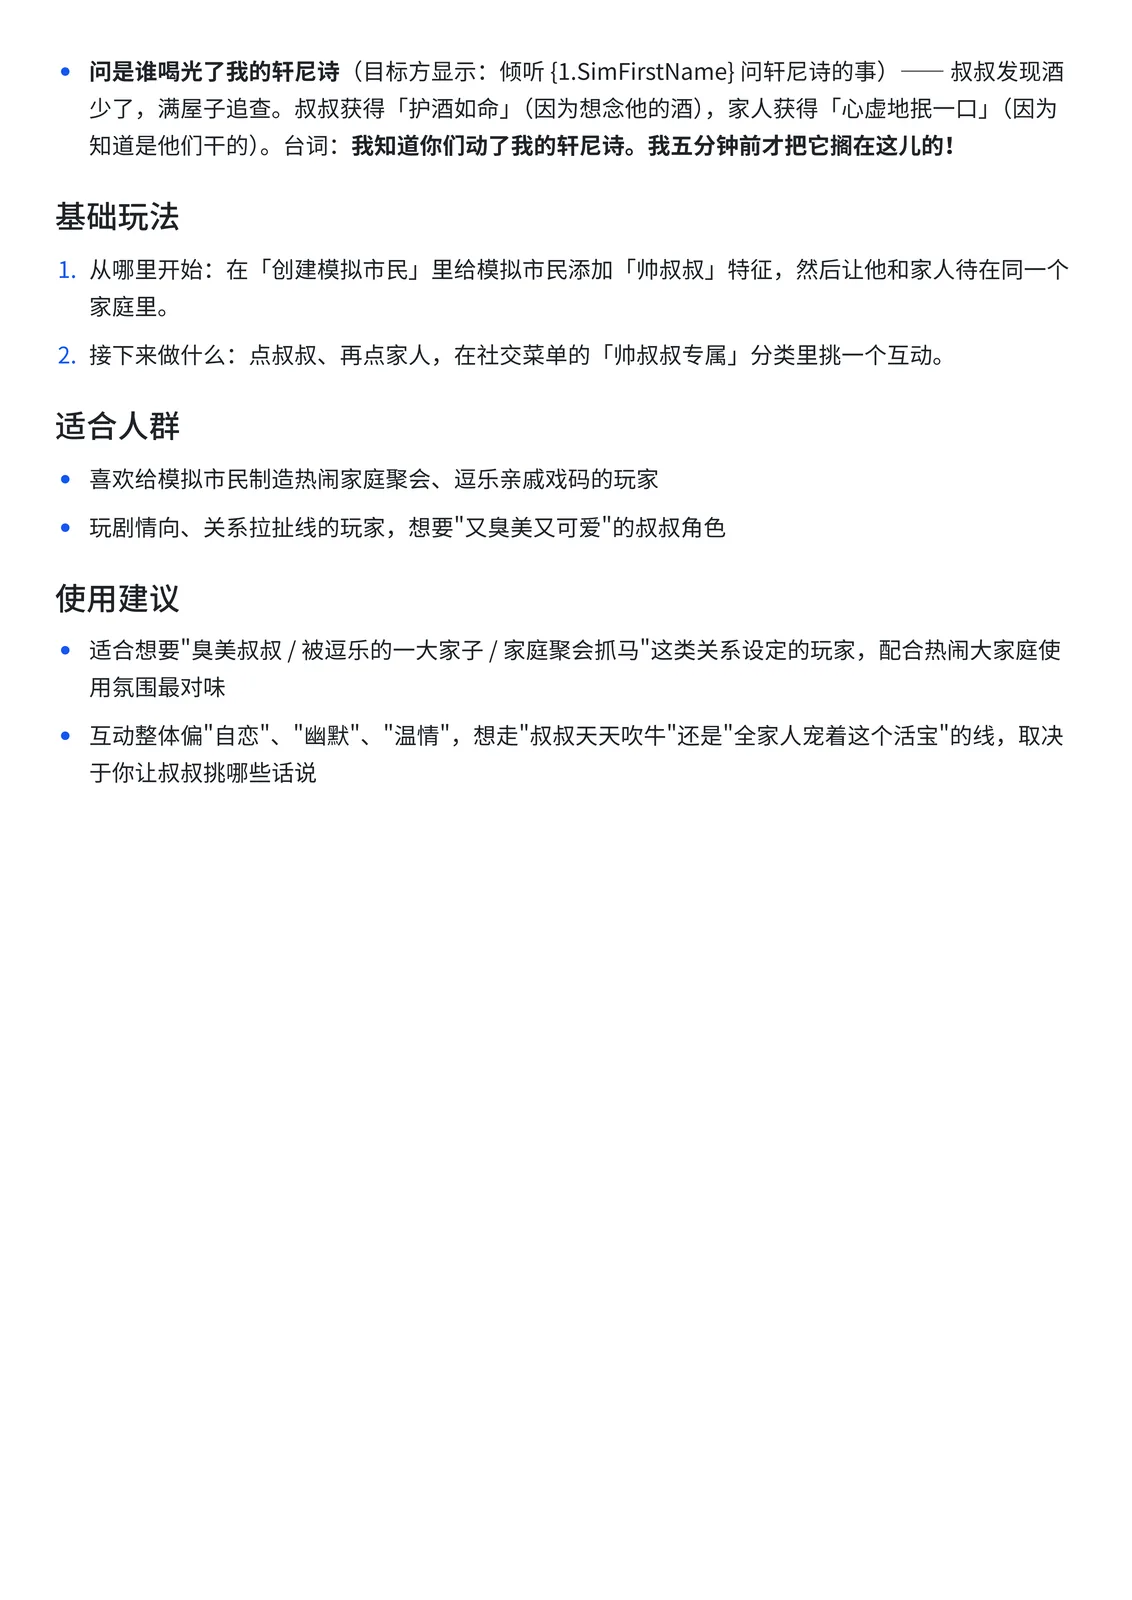 • 问是谁喝光了我的轩尼诗（目标方显示：倾听 {1.SimFirstName} 问轩尼诗的事）—— 叔叔发现酒
少了，满屋子追查。叔叔获得「护酒如命」（因为想念他的酒），家人获得「心虚地抿一口」（因为
知道是他们干的）。台词：我知道你们动了我的轩尼诗。我五分钟前才把它搁在这儿的！
基础玩法
1. 从哪里开始：在「创建模拟市民」里给模拟市民添加「帅叔叔」特征，然后让他和家人待在同一个
家庭里。
2. 接下来做什么：点叔叔、再点家人，在社交菜单的「帅叔叔专属」分类里挑一个互动。
适合人群
• 喜欢给模拟市民制造热闹家庭聚会、逗乐亲戚戏码的玩家
• 玩剧情向、关系拉扯线的玩家，想要"又臭美又可爱"的叔叔角色
使用建议
• 适合想要"臭美叔叔 / 被逗乐的一大家子 / 家庭聚会抓马"这类关系设定的玩家，配合热闹大家庭使
用氛围最对味
• 互动整体偏"自恋"、"幽默"、"温情"，想走"叔叔天天吹牛"还是"全家人宠着这个活宝"的线，取决
于你让叔叔挑哪些话说